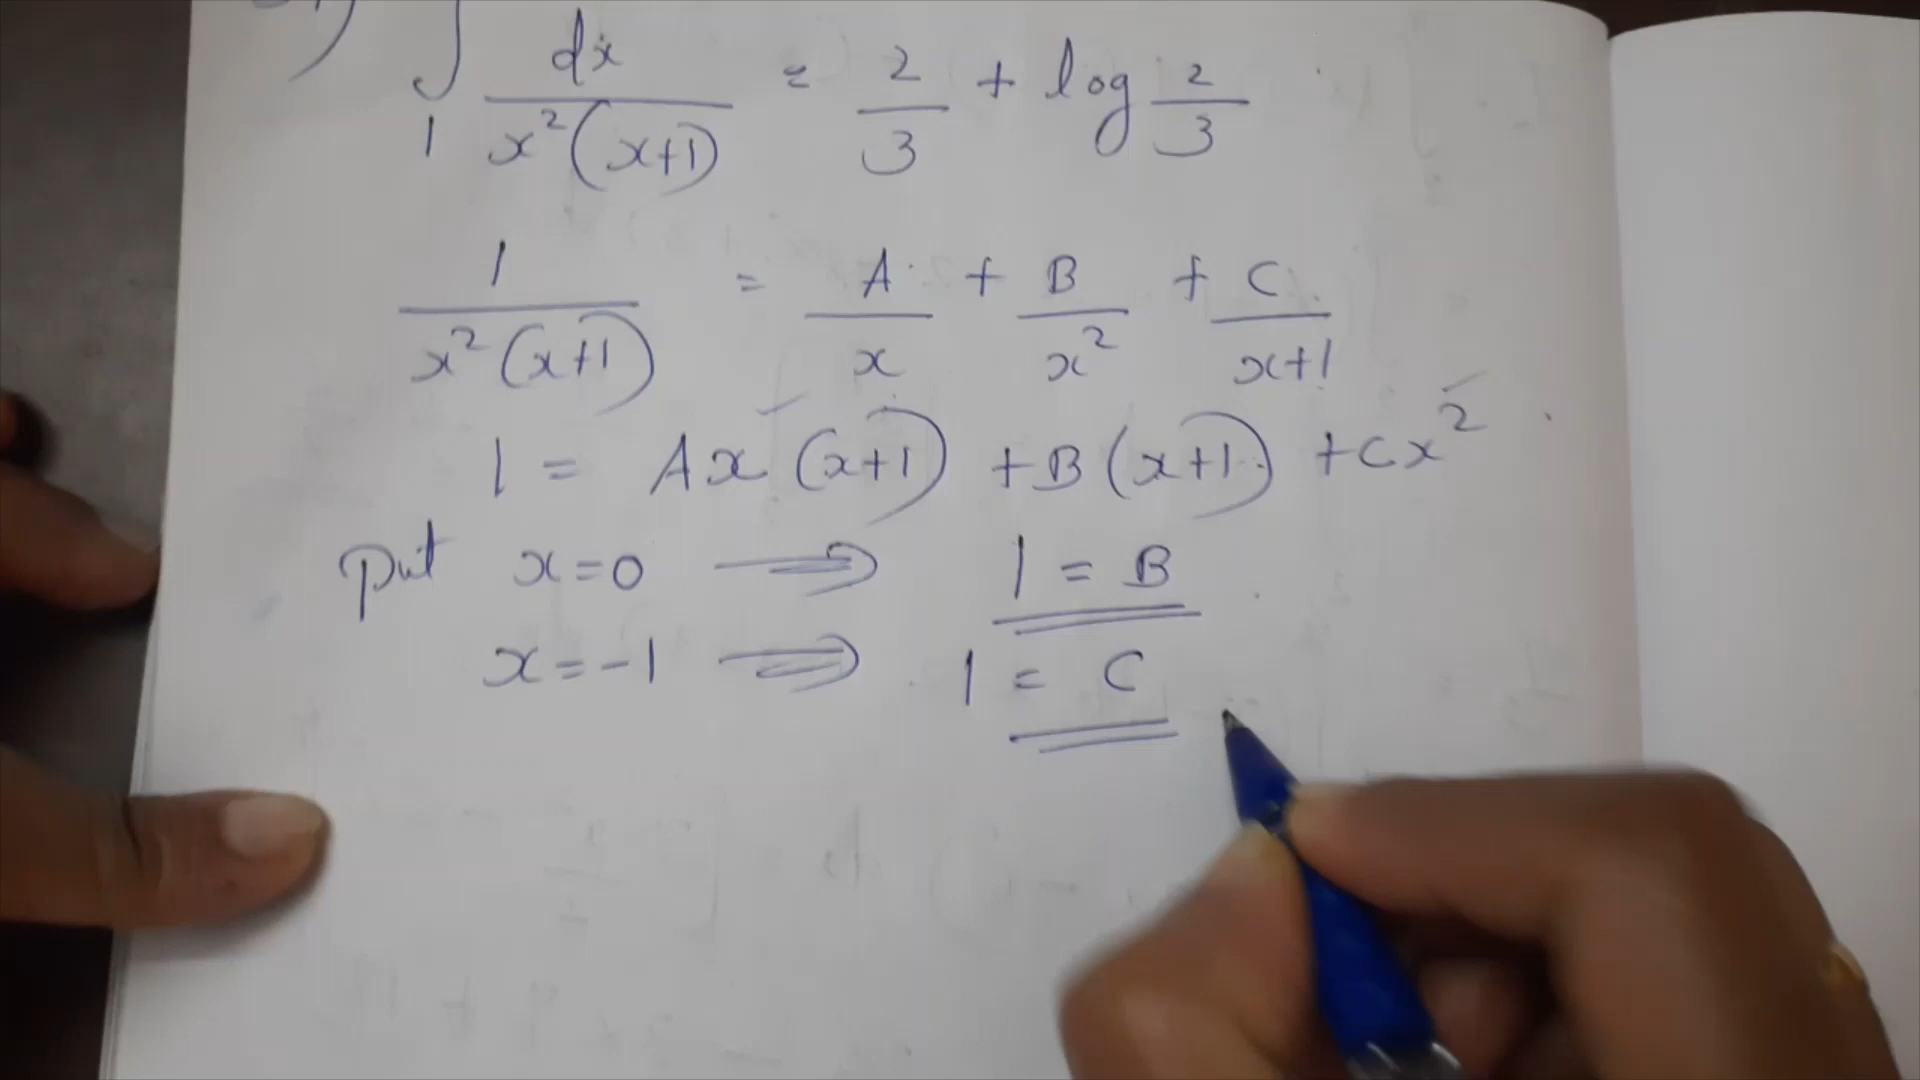 ∫₁ dx / x²(x+1) = 2/3 + log 2/3
1 / x²(x+1) = A/x + B/x² + C/x+1
1 = Ax(x+1) + B(x+1) + Cx²
put x=0 ⟹ 1 = B
x=-1 ⟹ 1 = C